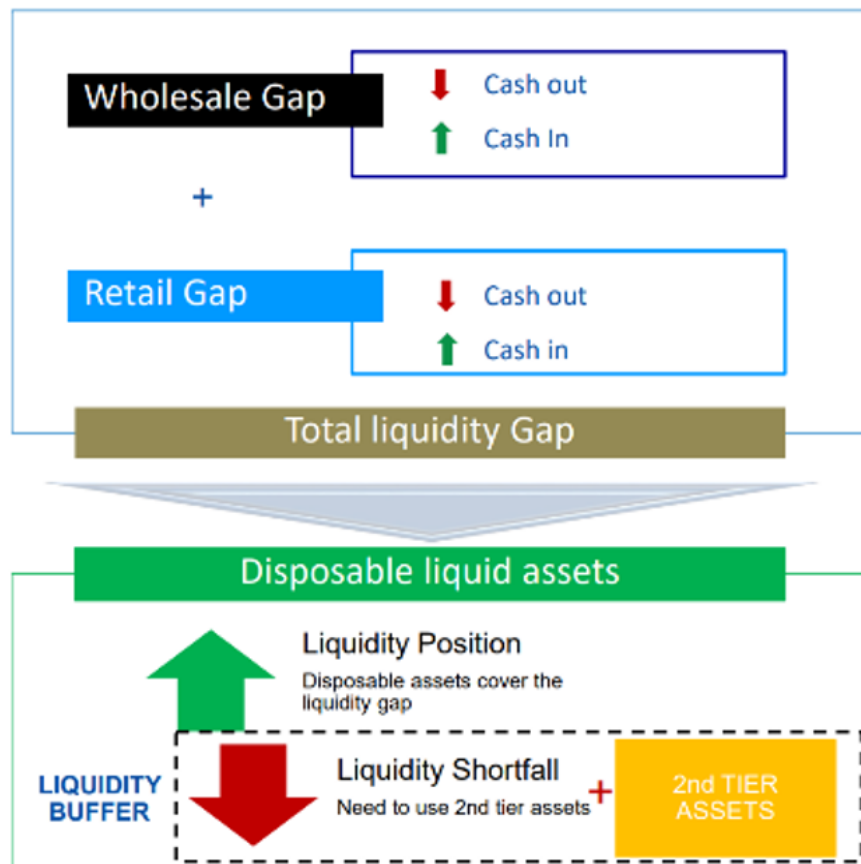 Wholesale Gap
Cash out
Cash In
+
Retail Gap
Cash out
Cash in
Total liquidity Gap
Disposable liquid assets
Liquidity Position
Disposable assets cover the
liquidity gap
LIQUIDITY
BUFFER
Liquidity Shortfall
Need to use 2nd tier assets
+
2nd TIER
ASSETS